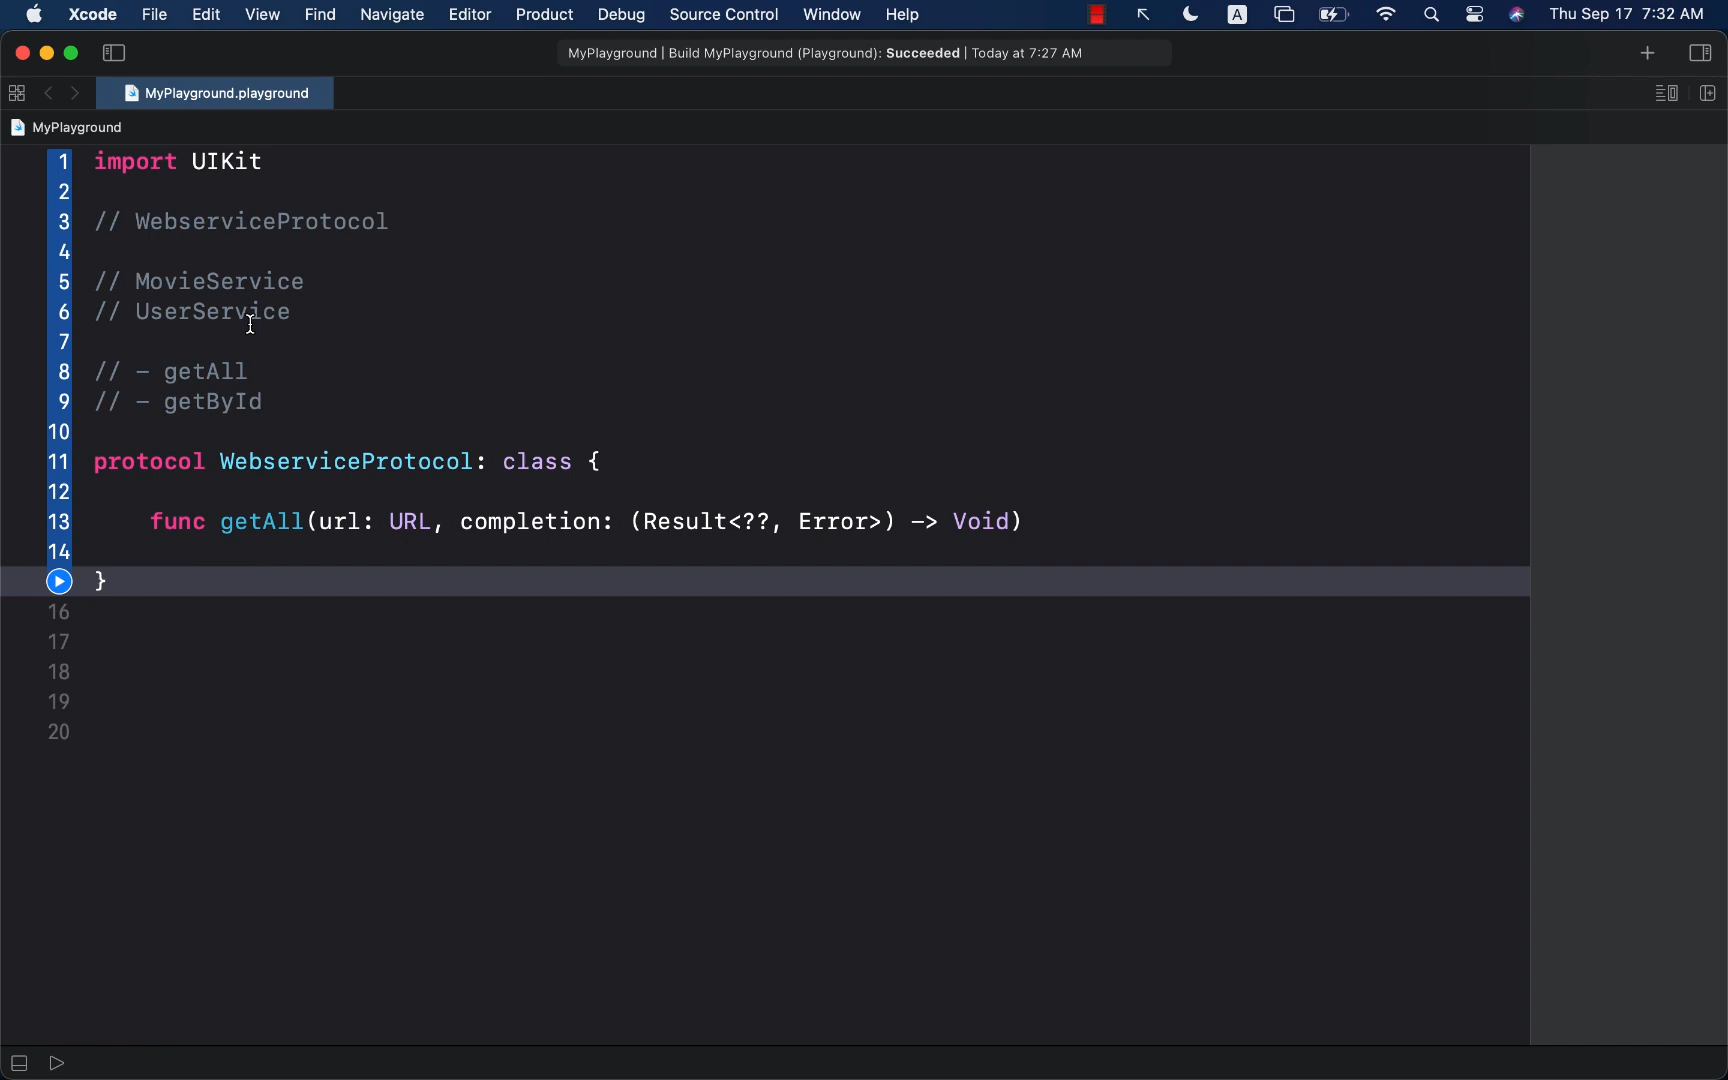 Xcode File Edit View Find Navigate Editor Product Debug Source Control Window Help A Thu Sep 17 7:32 AM
MyPlayground | Build MyPlayground (Playground): Succeeded | Today at 7:27 AM
MyPlayground.playground
MyPlayground
1 import UIKit
2
3 // WebserviceProtocol
4
5 // MovieService
6 // UserService
7
8 // - getAll
9 // - getById
10
11 protocol WebserviceProtocol: class {
12
13 func getAll(url: URL, completion: (Result<??, Error>) -> Void)
14
}
16
17
18
19
20